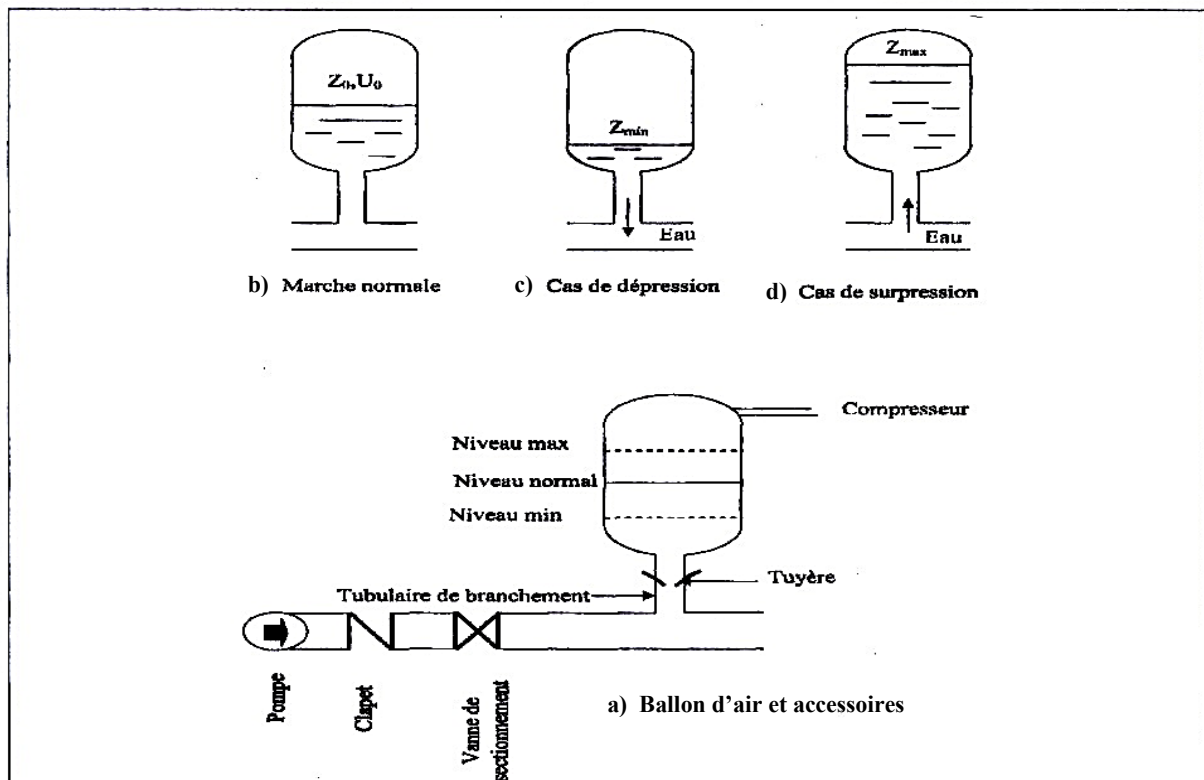 Z₀,U₀
Zmin
Zmax
Eau
Eau
b) Marche normale
c) Cas de dépression
d) Cas de surpression
Compresseur
Niveau max
Niveau normal
Niveau min
Tuyère
Tubulaire de branchement
Pompe
Clapet
Vanne de
sectionnement
a) Ballon d'air et accessoires